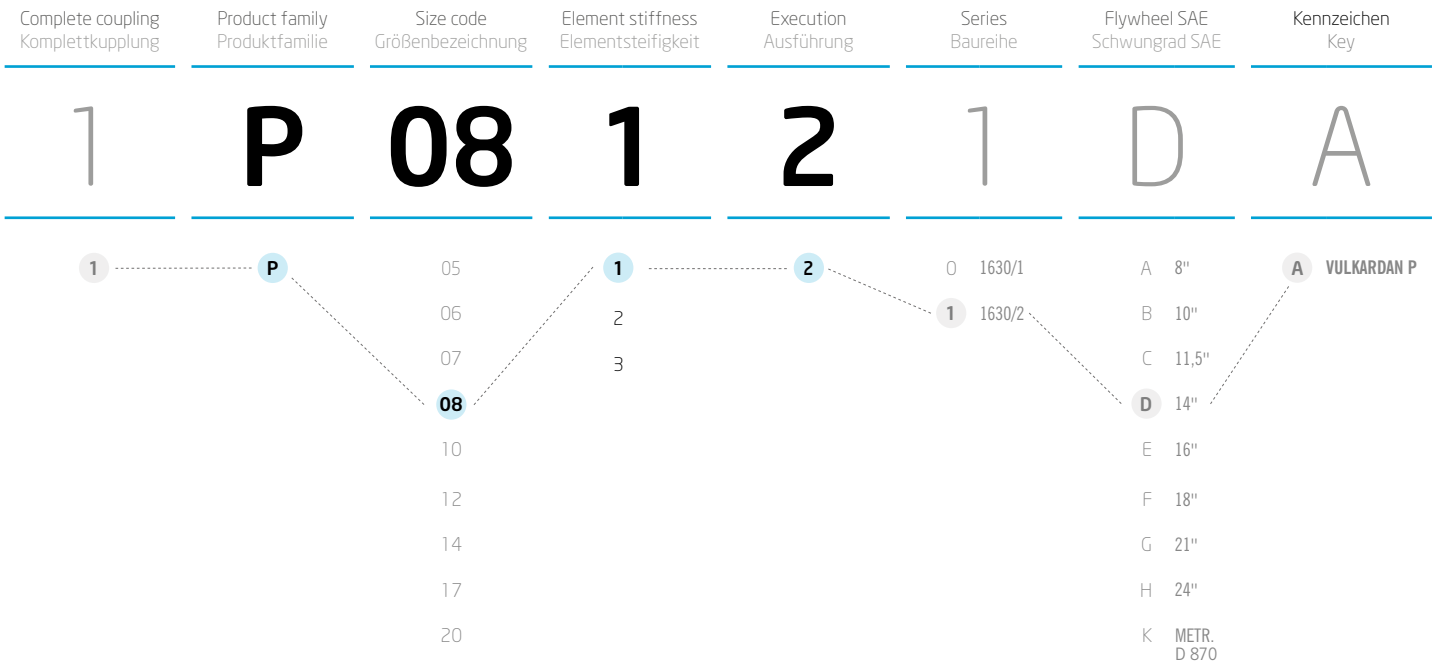 Complete coupling Product family Size code Element stiffness Execution Series Flywheel SAE Kennzeichen
Komplettkupplung Produktfamilie Größenbezeichnung Elementsteifigkeit Ausführung Baureihe Schwungrad SAE Key
1 P 08 1 2 1 D A
1 P 05 1 2 0 1630/1 A 8" A VULKARDAN P
06 2 1 1630/2 B 10"
07 3 C 11,5"
08 D 14"
10 E 16"
12 F 18"
14 G 21"
17 H 24"
20 K METR.
D 870